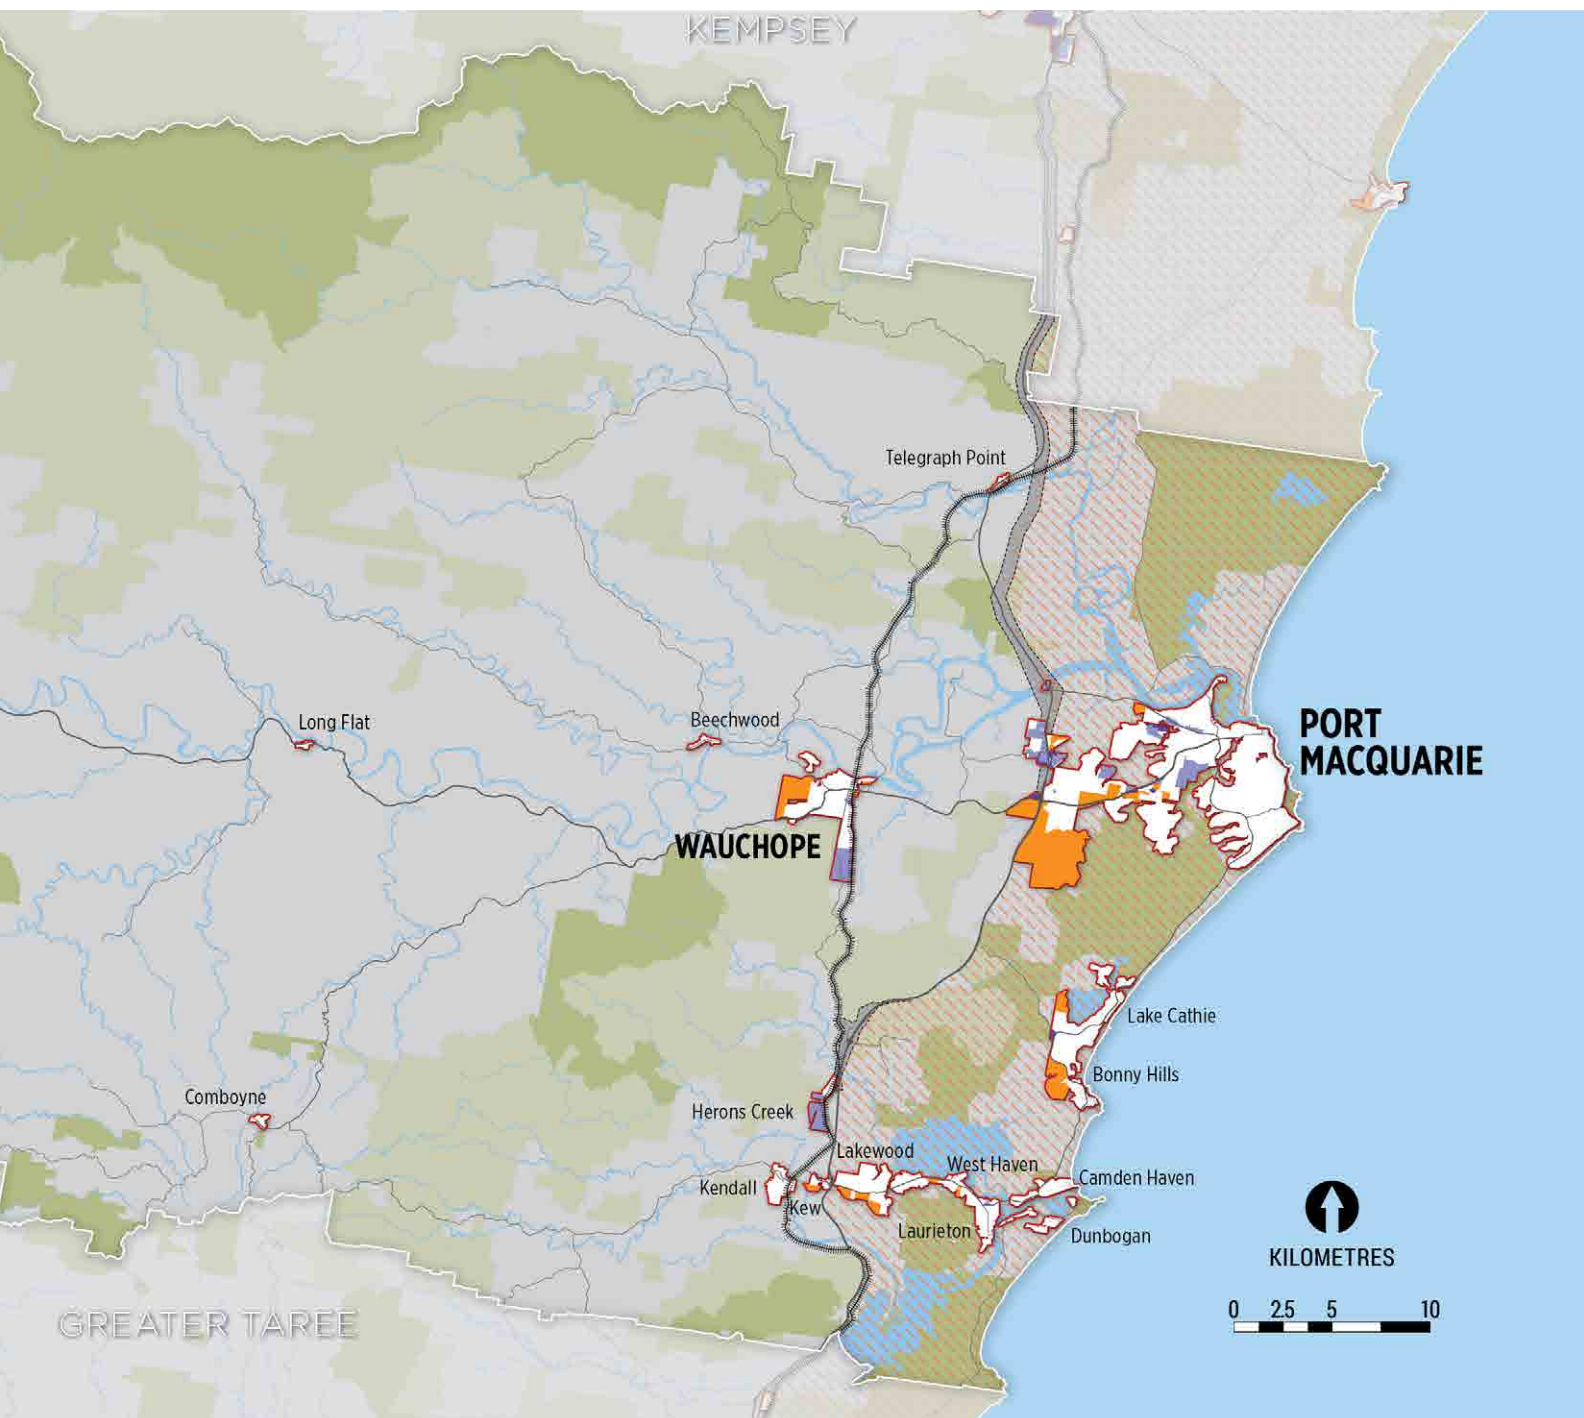 KEMPSEY
Telegraph Point
PORT
MACQUARIE
Long Flat
Beechwood
WAUCHOPE
Lake Cathie
Bonny Hills
Comboyne
Herons Creek
Lakewood
West Haven
Camden Haven
Kendall
Kew
Laurieton
Dunbogan
KILOMETRES
0 2.5 5 10
GREATER TAREE